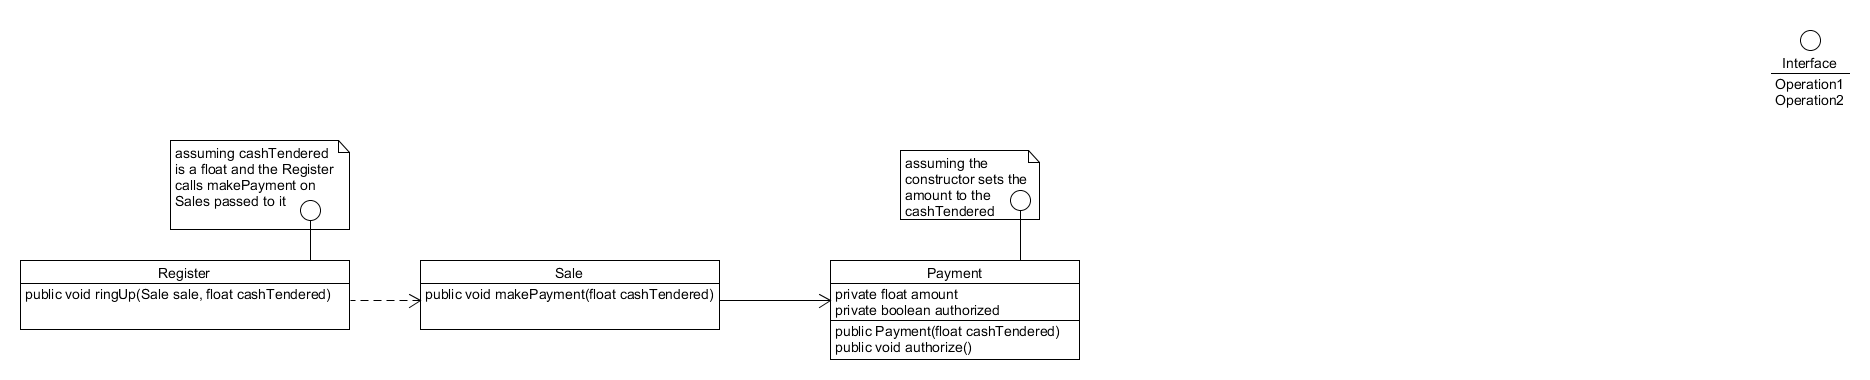 Interface
Operation1
Operation2
assuming cashTendered
is a float and the Register
calls makePayment on
Sales passed to it
assuming the
constructor sets the
amount to the
cashTendered
Register
public void ringUp(Sale sale, float cashTendered)
Sale
public void makePayment(float cashTendered)
Payment
private float amount
private boolean authorized
public Payment(float cashTendered)
public void authorize()